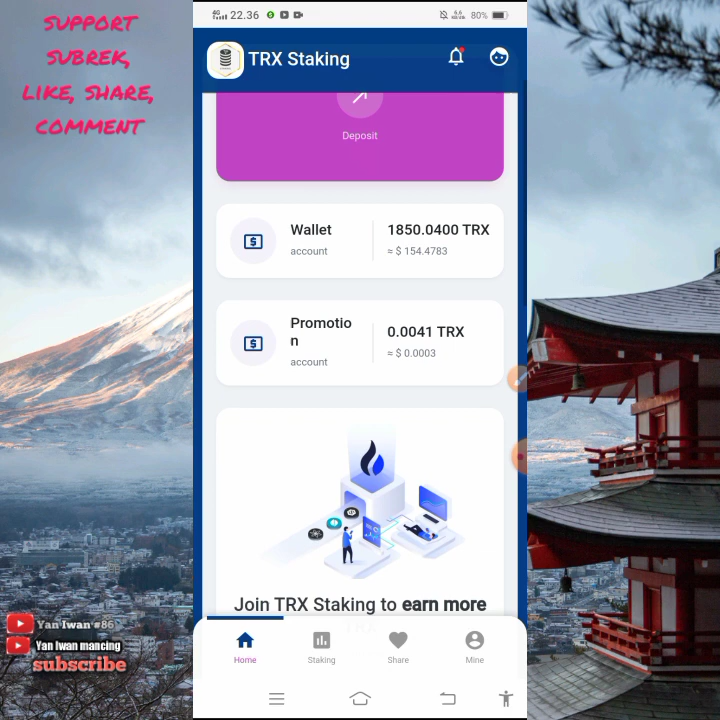 SUPPORT
SUBREK,
LIKE, SHARE,
COMMENT
4G 22.36
80%
TRX Staking
Deposit
Wallet
account
1850.0400 TRX
≈ $ 154.4783
Promotio
n
account
0.0041 TRX
≈ $ 0.0003
Join TRX Staking to earn more
Home
Staking
Share
Mine
Yan Iwan #86
Yan Iwan mancing
subscribe